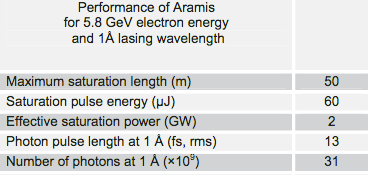 Performance of Aramis
for 5.8 GeV electron energy
and 1Å lasing wavelength
Maximum saturation length (m) 50
Saturation pulse energy (µJ) 60
Effective saturation power (GW) 2
Photon pulse length at 1 Å (fs, rms) 13
Number of photons at 1 Å (×10⁹) 31